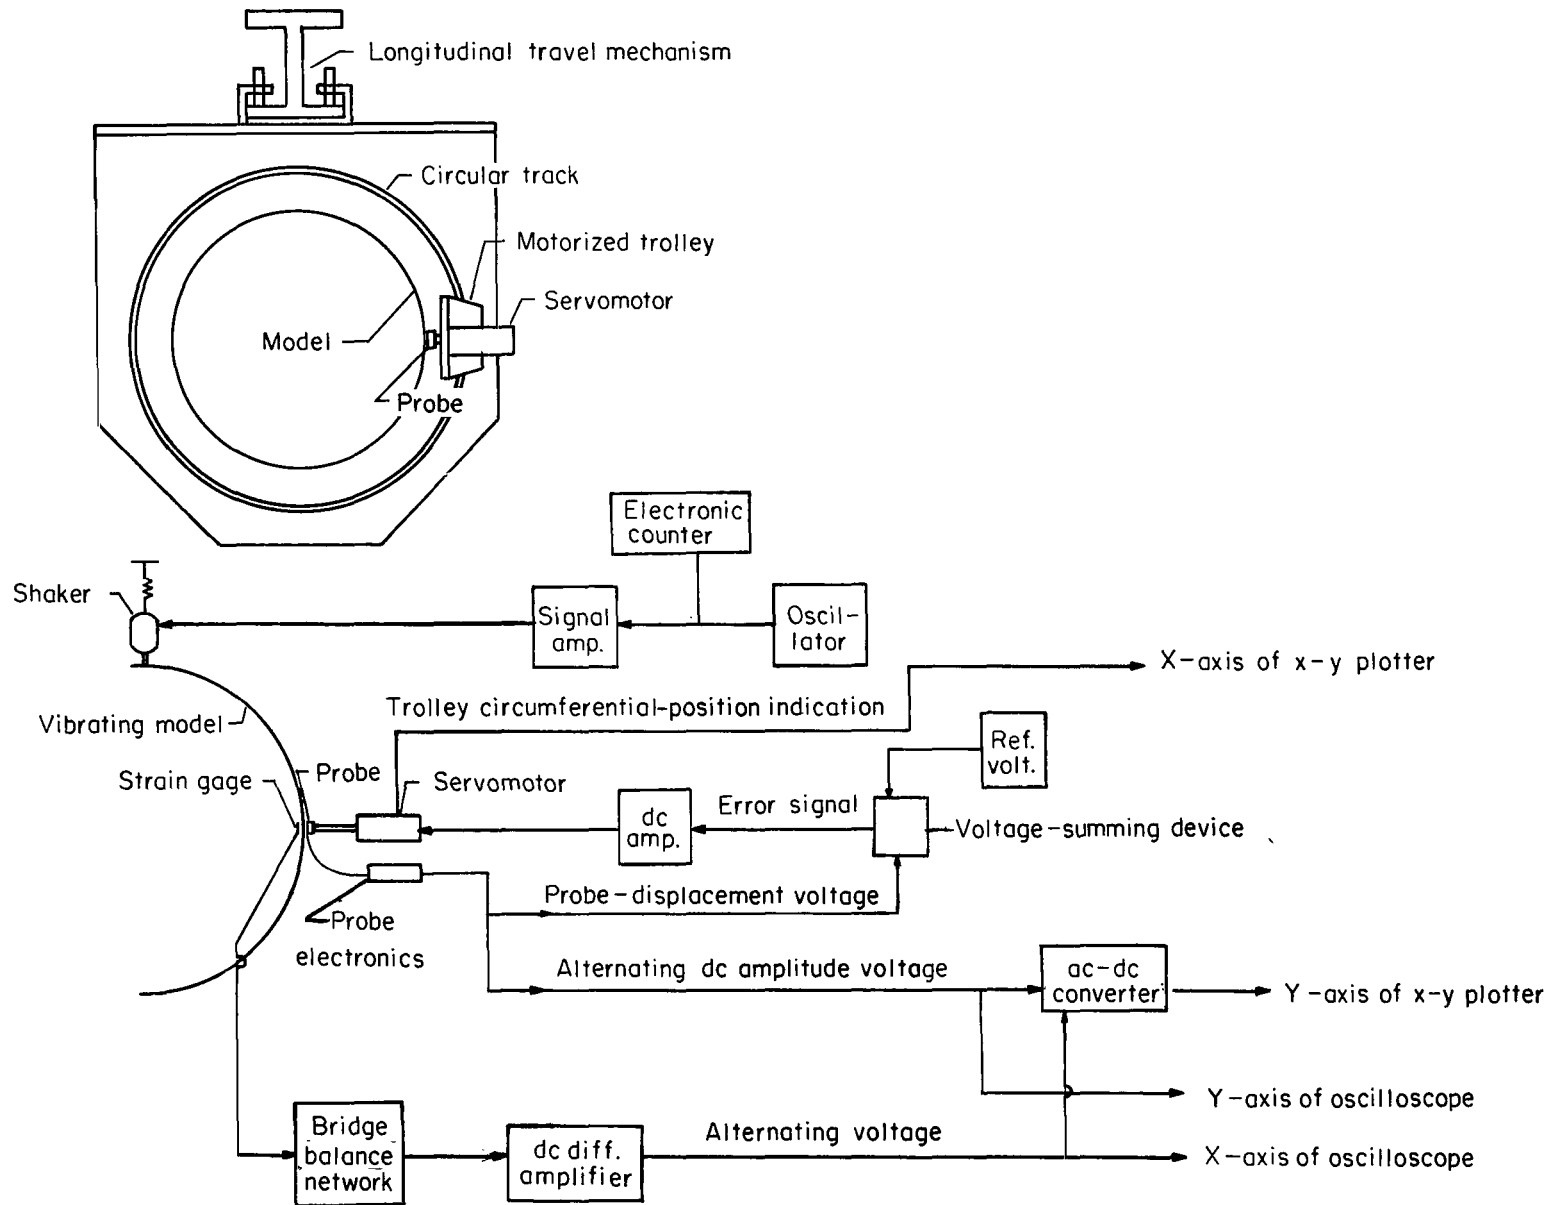 Longitudinal travel mechanism
Circular track
Motorized trolley
Servomotor
Model
Probe
Electronic
counter
Shaker
Signal
amp.
Oscil-
lator
X-axis of x-y plotter
Trolley circumferential-position indication
Vibrating model
Ref.
volt.
Probe
Strain gage
Servomotor
dc
amp.
Error signal
Voltage-summing device
Probe-displacement voltage
Probe
electronics
Alternating dc amplitude voltage
ac-dc
converter
Y-axis of x-y plotter
Y-axis of oscilloscope
Bridge
balance
network
dc diff.
amplifier
Alternating voltage
X-axis of oscilloscope